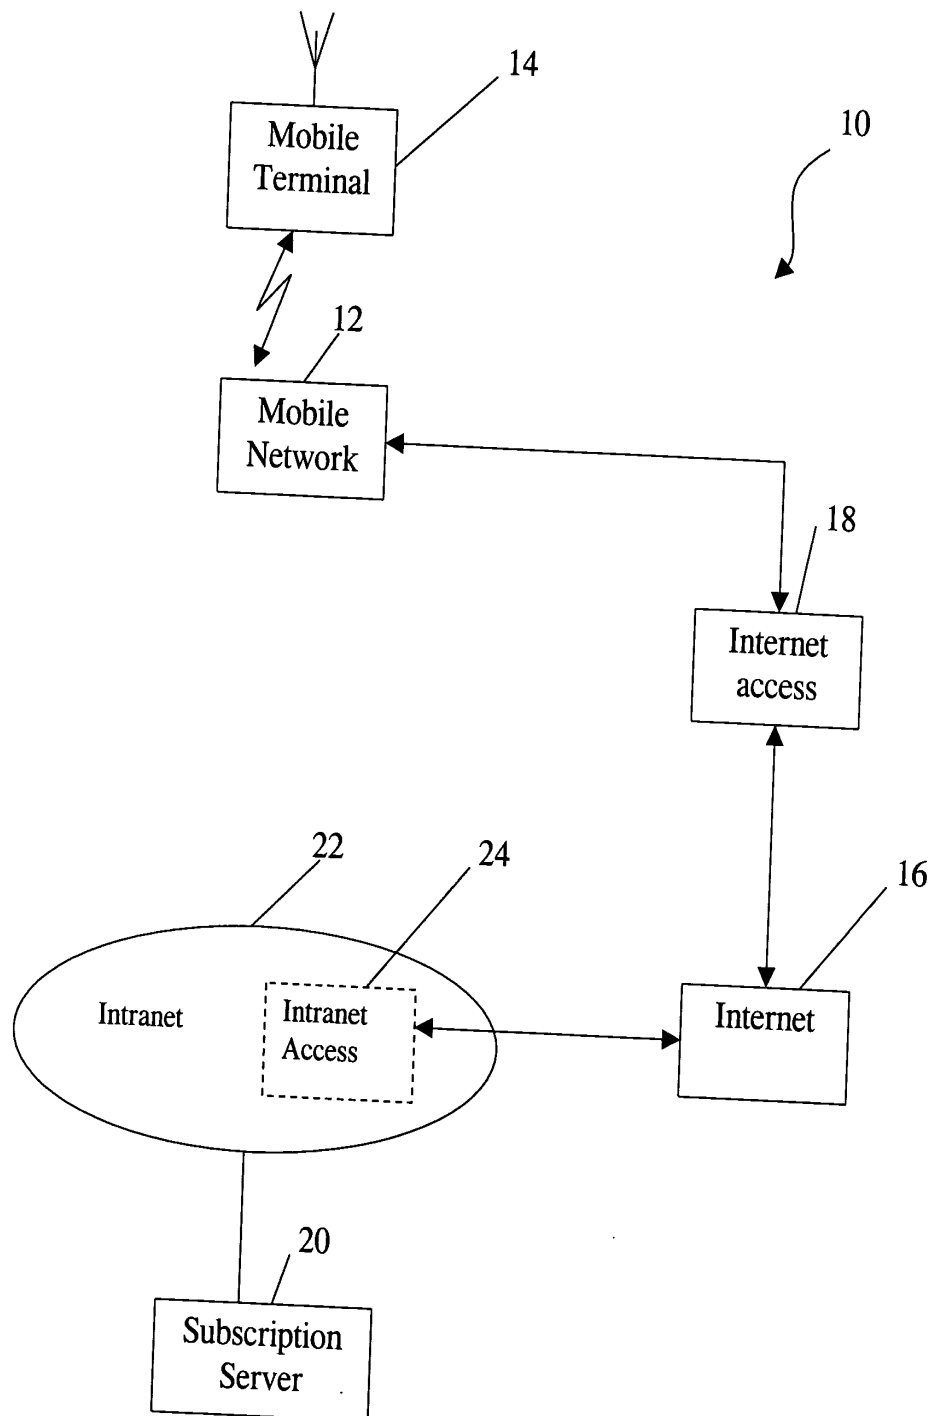 14
Mobile
Terminal
10
12
Mobile
Network
18
Internet
access
22
24
16
Intranet
Intranet
Access
Internet
20
Subscription
Server